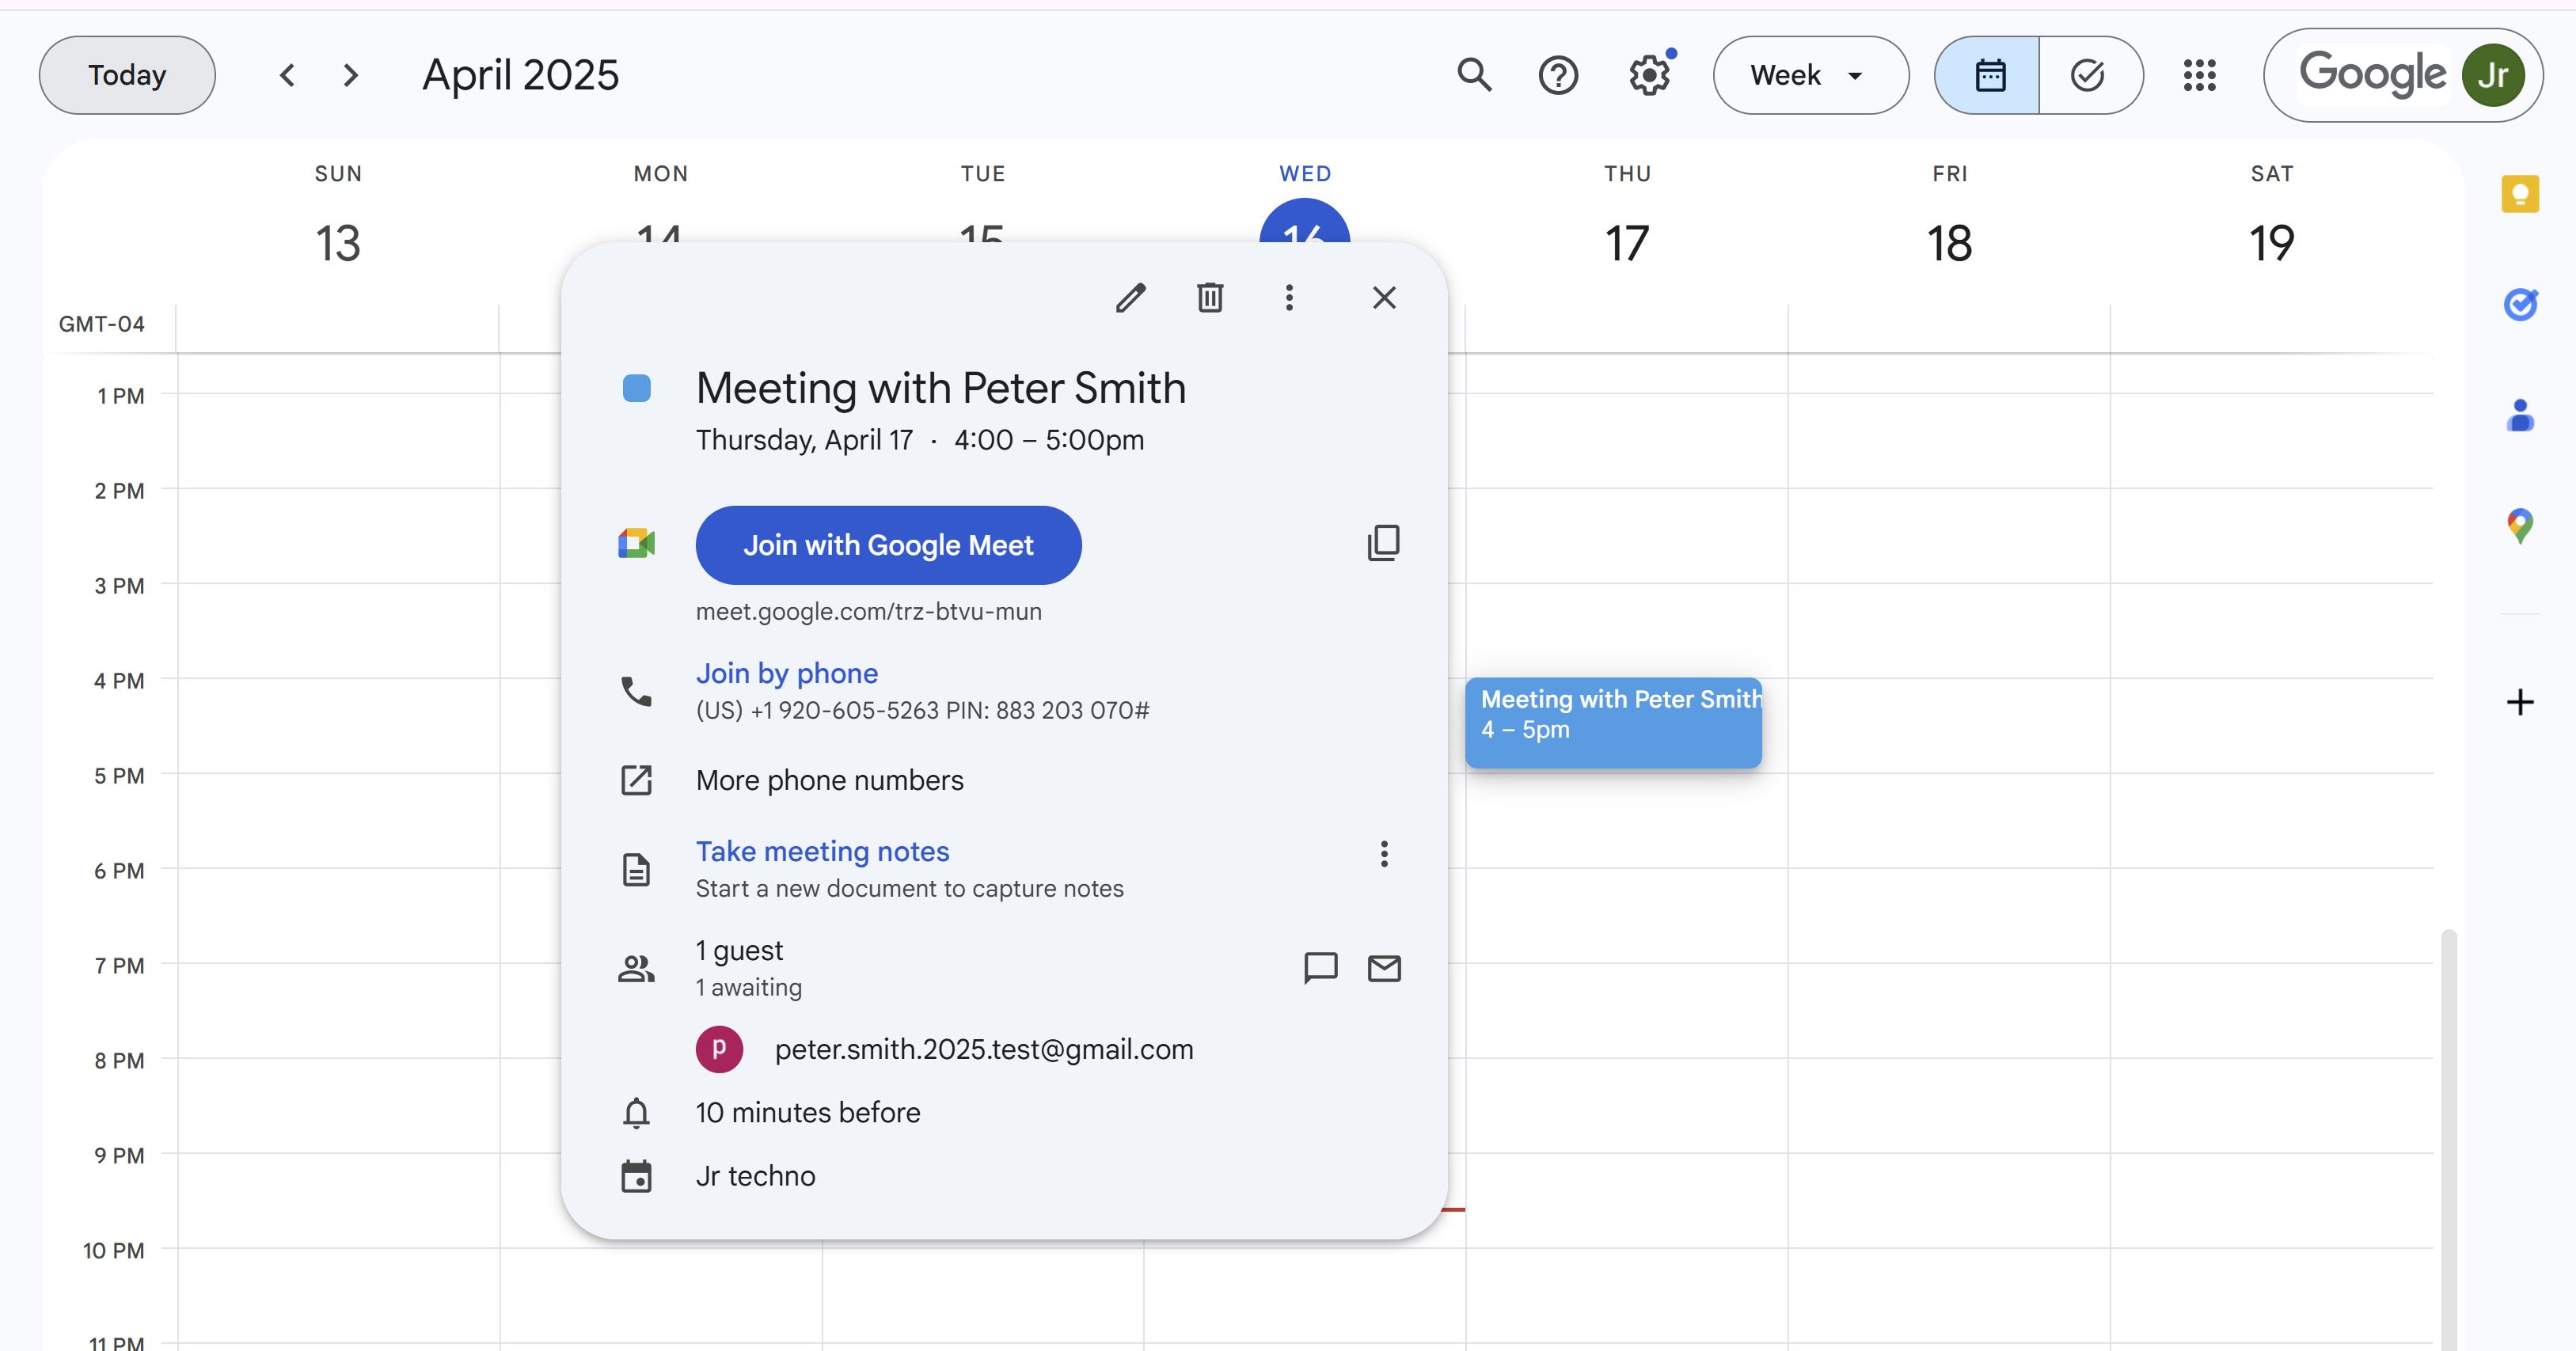 Today
April 2025
Week
Google
Jr
SUN
MON
TUE
WED
THU
FRI
SAT
13
14
15
16
17
18
19
GMT-04
1 PM
2 PM
3 PM
4 PM
5 PM
6 PM
7 PM
8 PM
9 PM
10 PM
11 PM
Meeting with Peter Smith
Thursday, April 17 · 4:00 – 5:00pm
Join with Google Meet
meet.google.com/trz-btvu-mun
Join by phone
(US) +1 920-605-5263 PIN: 883 203 070#
More phone numbers
Take meeting notes
Start a new document to capture notes
1 guest
1 awaiting
p
peter.smith.2025.test@gmail.com
10 minutes before
Jr techno
Meeting with Peter Smith
4 – 5pm